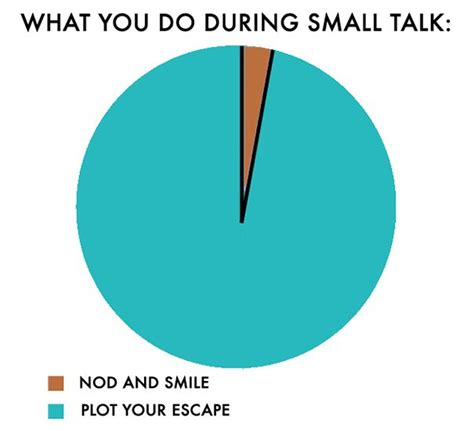 WHAT YOU DO DURING SMALL TALK:
NOD AND SMILE
PLOT YOUR ESCAPE